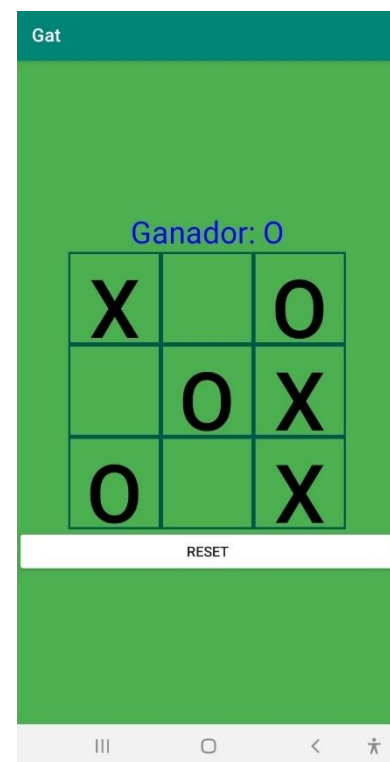 Gat
Ganador: O
X O
O X
O X
RESET